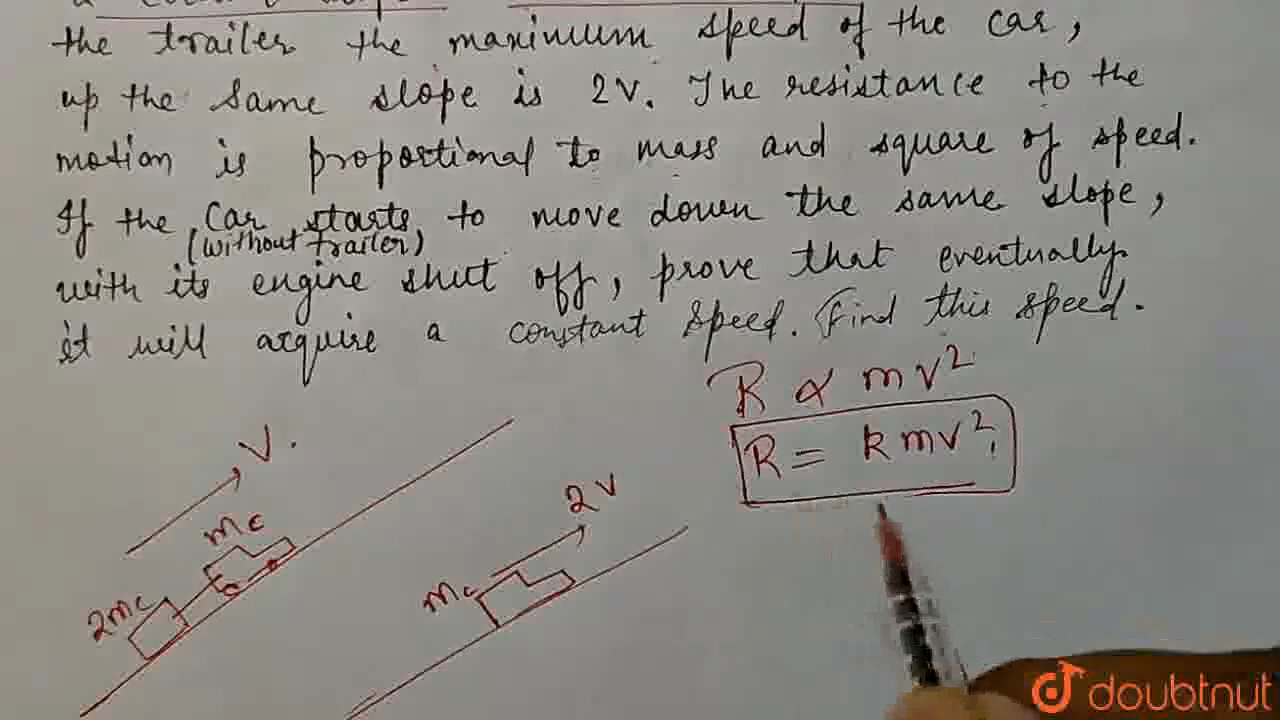 the trailer the maximum speed of the car,
up the same slope is 2V. The resistance to the
motion is proportional to mass and square of speed.
If the car starts to move down the same slope,
(without trailer)
with its engine shut off, prove that eventually
it will acquire a constant speed. Find this speed.
R ∝ mv²
R = kmv²
V.
mc
2mc
2V
mc
doubtnut